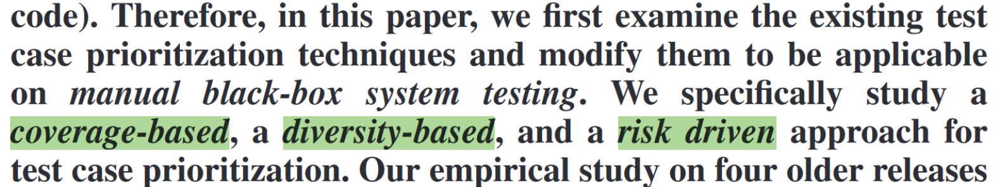 code). Therefore, in this paper, we first examine the existing test
case prioritization techniques and modify them to be applicable
on manual black-box system testing. We specifically study a
coverage-based, a diversity-based, and a risk driven approach for
test case prioritization. Our empirical study on four older releases